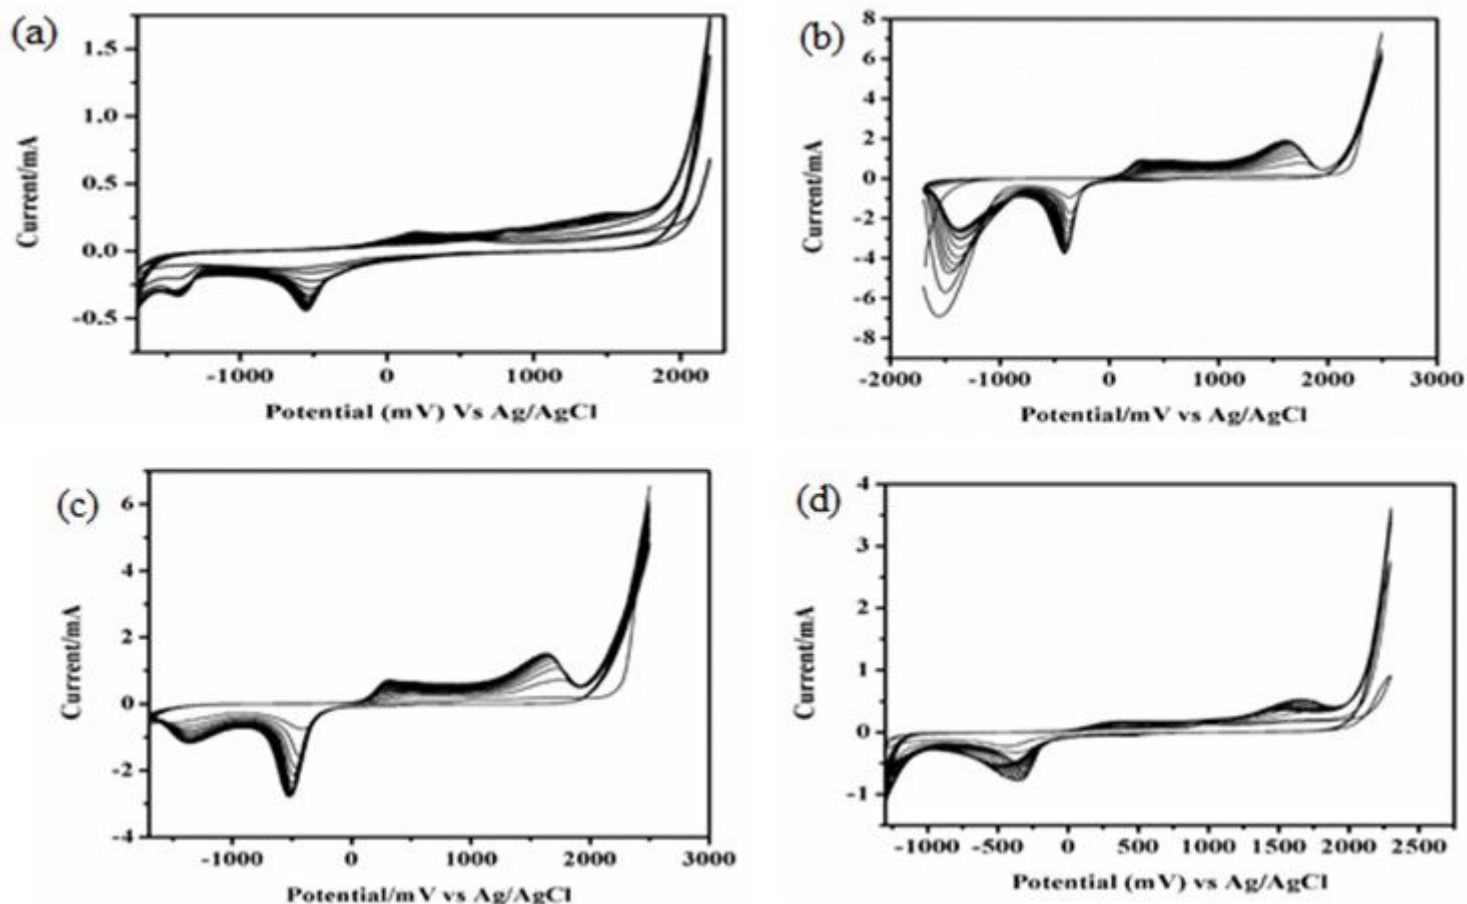 (a)
1.5
1.0
0.5
0.0
-0.5
Current/mA
-1000 0 1000 2000
Potential (mV) Vs Ag/AgCl
(b)
8
6
4
2
0
-2
-4
-6
-8
Current/mA
-2000 -1000 0 1000 2000 3000
Potential/mV vs Ag/AgCl
(c)
6
4
2
0
-2
-4
Current/mA
-1000 0 1000 2000 3000
Potential/mV vs Ag/AgCl
(d)
4
3
2
1
0
-1
Current/mA
-1000 -500 0 500 1000 1500 2000 2500
Potential (mV) vs Ag/AgCl